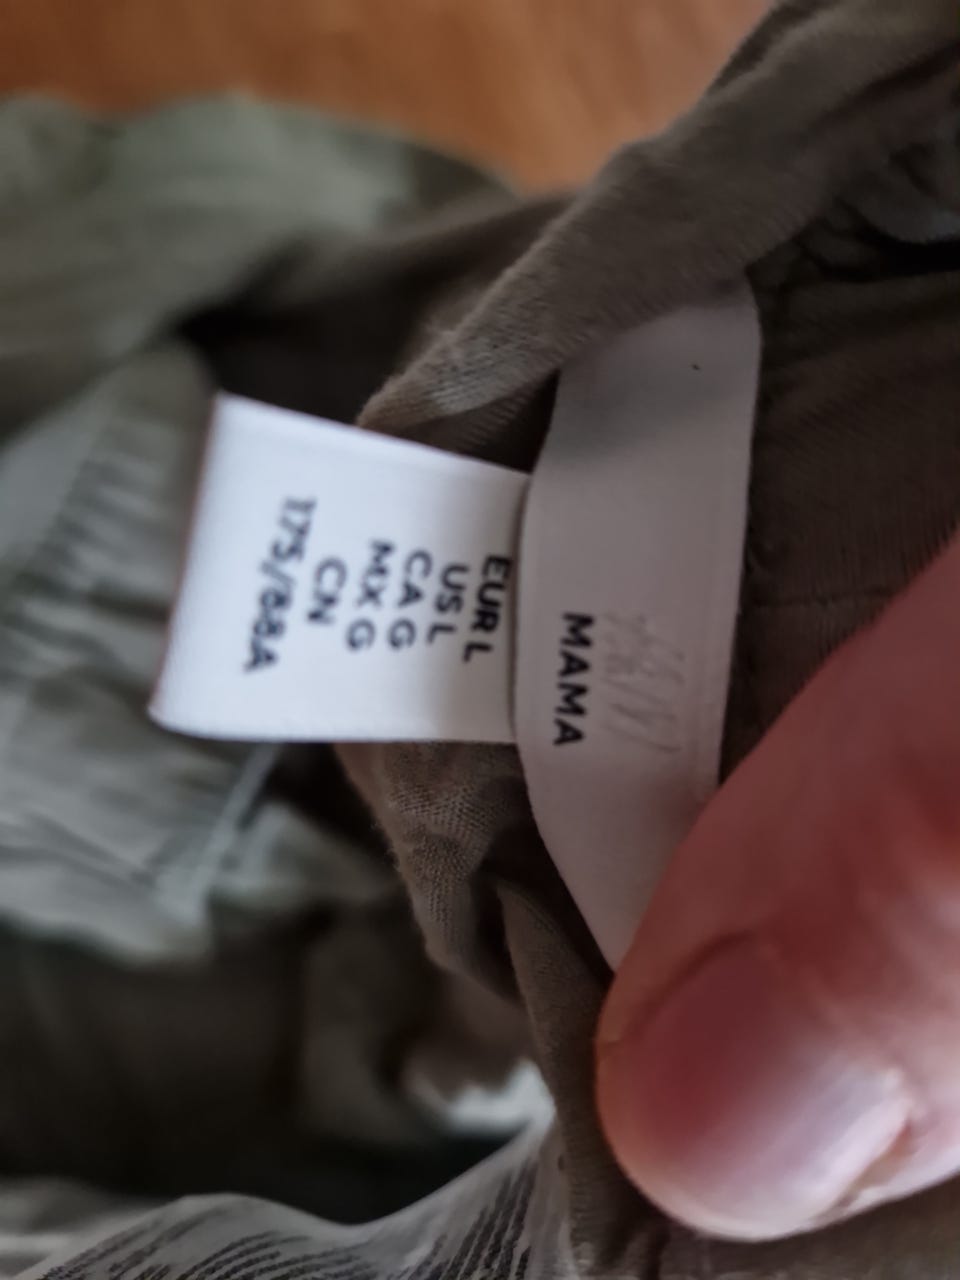 MAMA
EUR L
US L
CA G
MX G
CN
175/88A